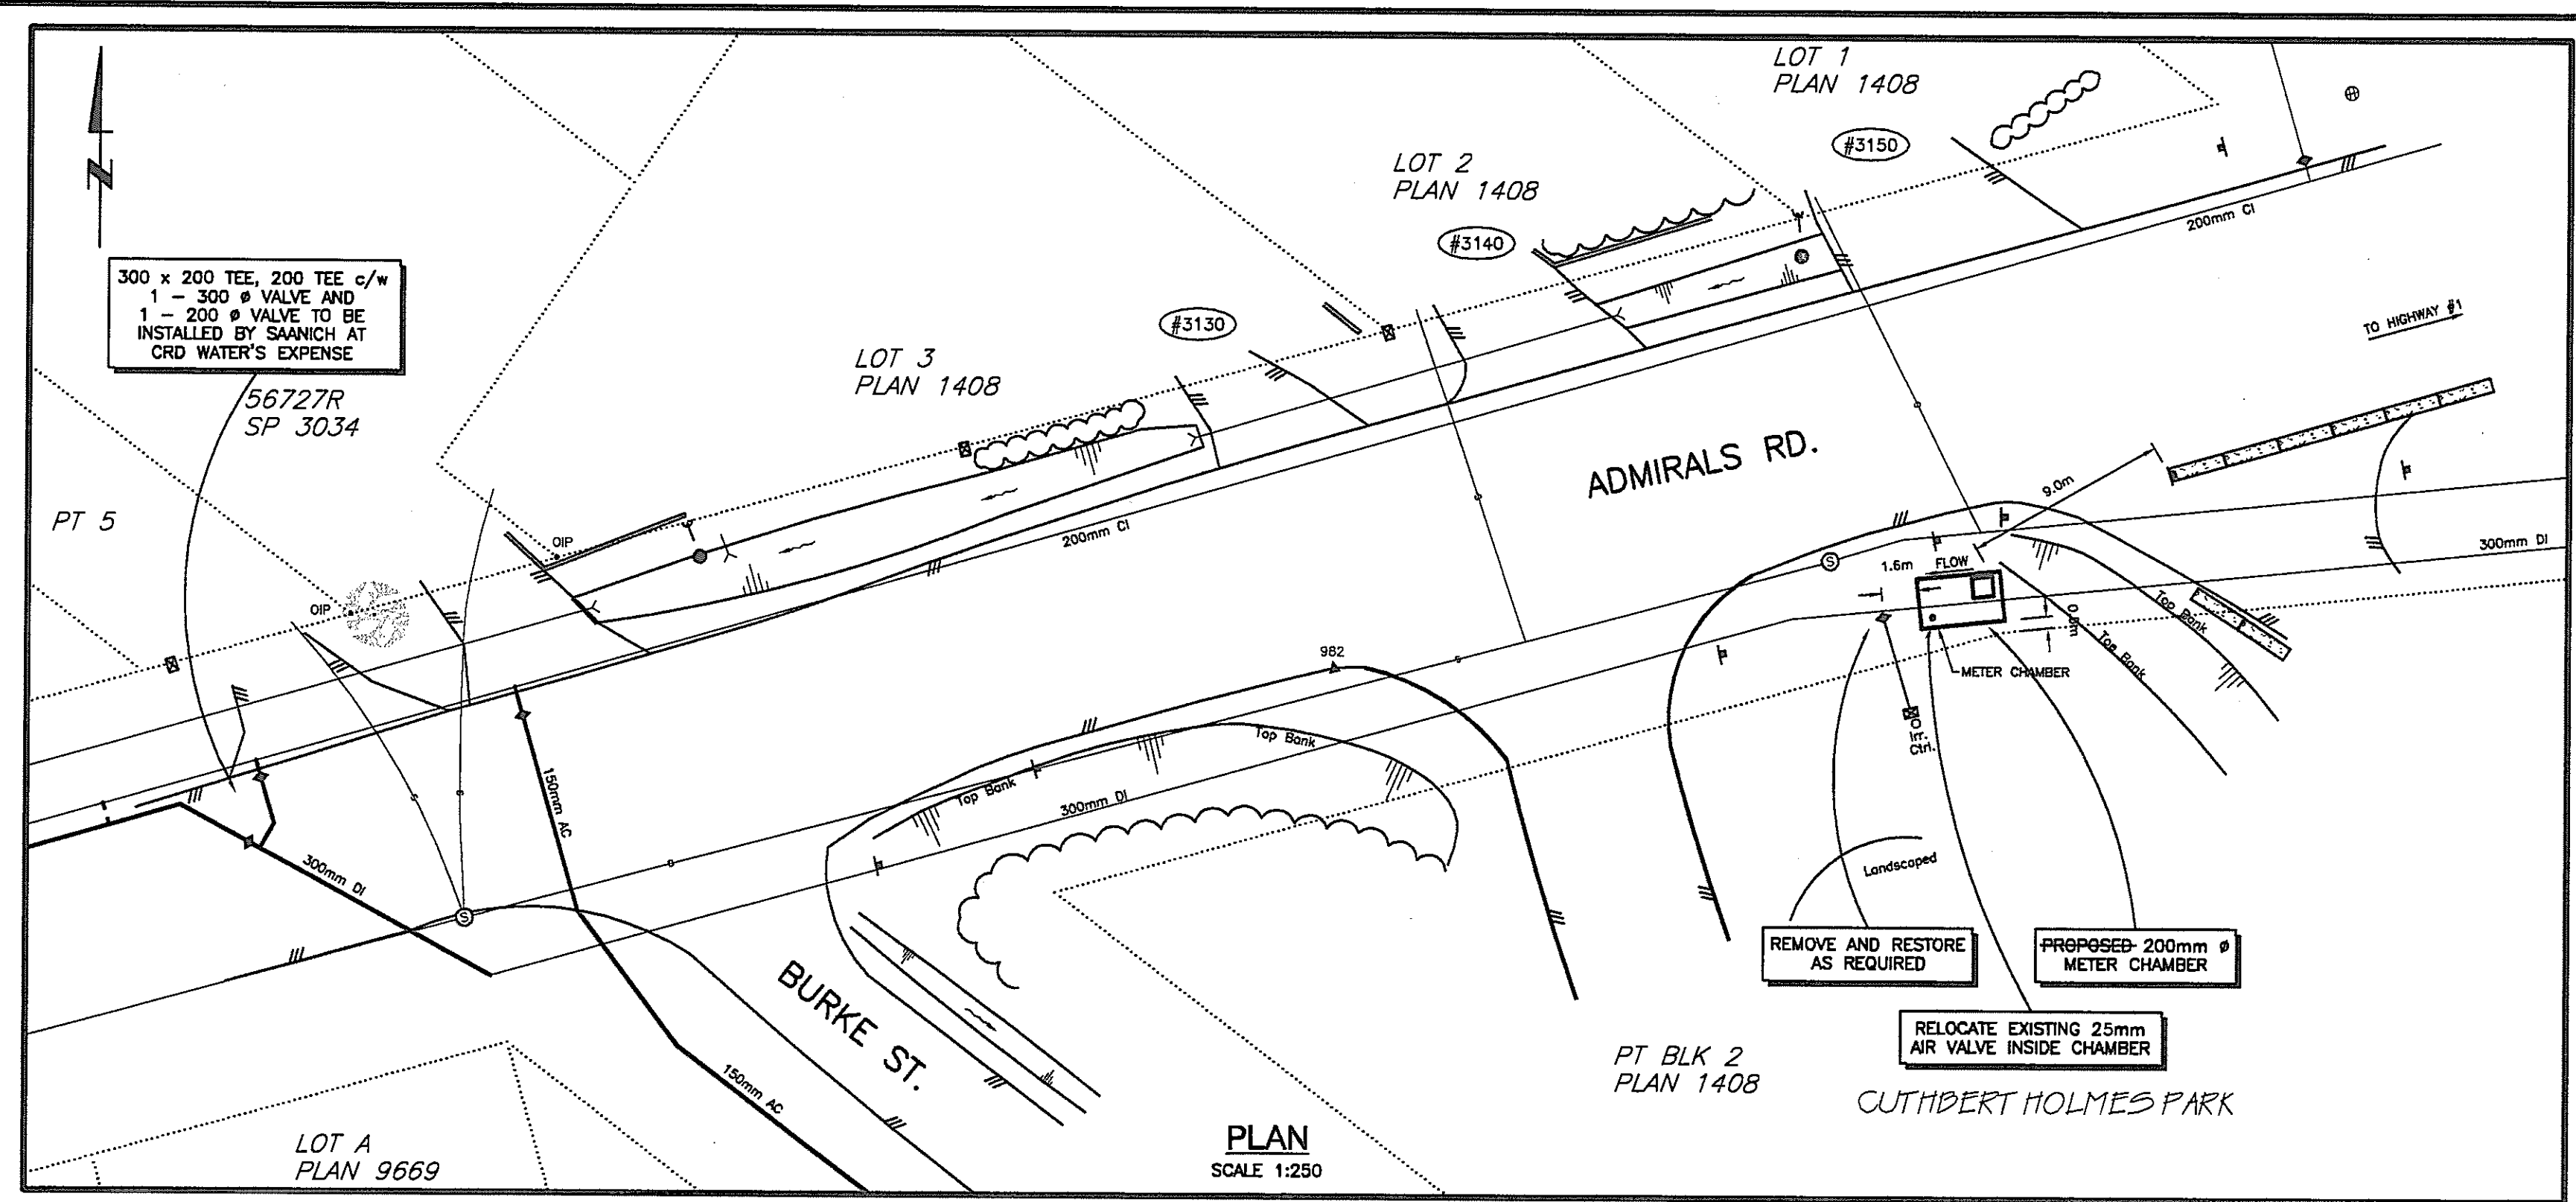 LOT 1
PLAN 1408
#3150
LOT 2
PLAN 1408
#3140
200mm CI
N
300 x 200 TEE, 200 TEE c/w
1 – 300 ø VALVE AND
1 – 200 ø VALVE TO BE
INSTALLED BY SAANICH AT
CRD WATER'S EXPENSE
#3130
TO HIGHWAY #1
LOT 3
PLAN 1408
56727R
SP 3034
ADMIRALS RD.
9.0m
PT 5
OIP
200mm CI
300mm DI
1.6m
FLOW
OIP
Top Bank
0.8m
Toe Bank
METER CHAMBER
982
S
Irr.
Ctrl.
Top Bank
Top Bank
300mm DI
150mm AC
300mm DI
S
Landscaped
REMOVE AND RESTORE
AS REQUIRED
PROPOSED 200mm ø
METER CHAMBER
BURKE ST.
RELOCATE EXISTING 25mm
AIR VALVE INSIDE CHAMBER
PT BLK 2
PLAN 1408
CUTHBERT HOLMES PARK
150mm AC
LOT A
PLAN 9669
PLAN
SCALE 1:250